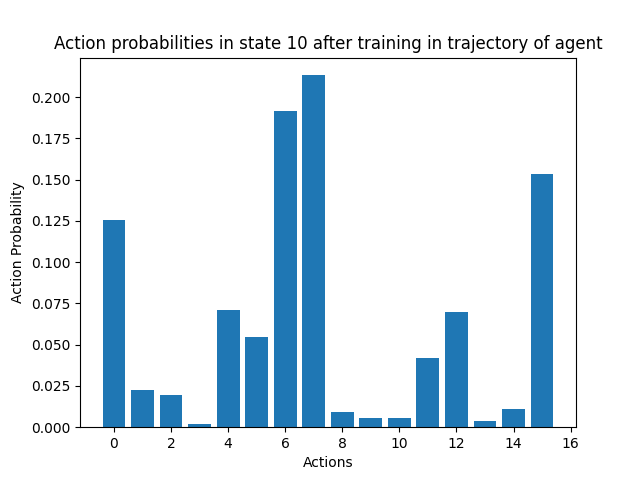 Action probabilities in state 10 after training in trajectory of agent
Action Probability
0.200
0.175
0.150
0.125
0.100
0.075
0.050
0.025
0.000
0 2 4 6 8 10 12 14 16
Actions